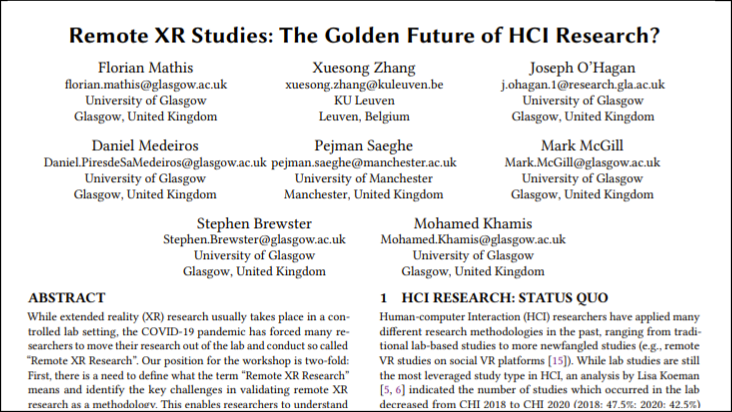 Remote XR Studies: The Golden Future of HCI Research?
Florian Mathis
florian.mathis@glasgow.ac.uk
University of Glasgow
Glasgow, United Kingdom
Xuesong Zhang
xuesong.zhang@kuleuven.be
KU Leuven
Leuven, Belgium
Joseph O'Hagan
j.ohagan.1@research.gla.ac.uk
University of Glasgow
Glasgow, United Kingdom
Daniel Medeiros
Daniel.PiresdeSaMedeiros@glasgow.ac.uk
University of Glasgow
Glasgow, United Kingdom
Pejman Saeghe
pejman.saeghe@manchester.ac.uk
University of Manchester
Manchester, United Kingdom
Mark McGill
Mark.McGill@glasgow.ac.uk
University of Glasgow
Glasgow, United Kingdom
Stephen Brewster
Stephen.Brewster@glasgow.ac.uk
University of Glasgow
Glasgow, United Kingdom
Mohamed Khamis
Mohamed.Khamis@glasgow.ac.uk
University of Glasgow
Glasgow, United Kingdom
ABSTRACT
While extended reality (XR) research usually takes place in a con-
trolled lab setting, the COVID-19 pandemic has forced many re-
searchers to move their research out of the lab and conduct so called
"Remote XR Research". Our position for the workshop is two-fold:
First, there is a need to define what the term "Remote XR Research"
means and identify the key challenges in validating remote XR
research as a methodology. This enables researchers to understand
1 HCI RESEARCH: STATUS QUO
Human-computer Interaction (HCI) researchers have applied many
different research methodologies in the past, ranging from tradi-
tional lab-based studies to more newfangled studies (e.g., remote
VR studies on social VR platforms [15]). While lab studies are still
the most leveraged study type in HCI, an analysis by Lisa Koeman
[5, 6] indicated the number of studies which occurred in the lab
decreased from CHI 2018 to CHI 2020 (2018: 47.5%; 2020: 42.5%)